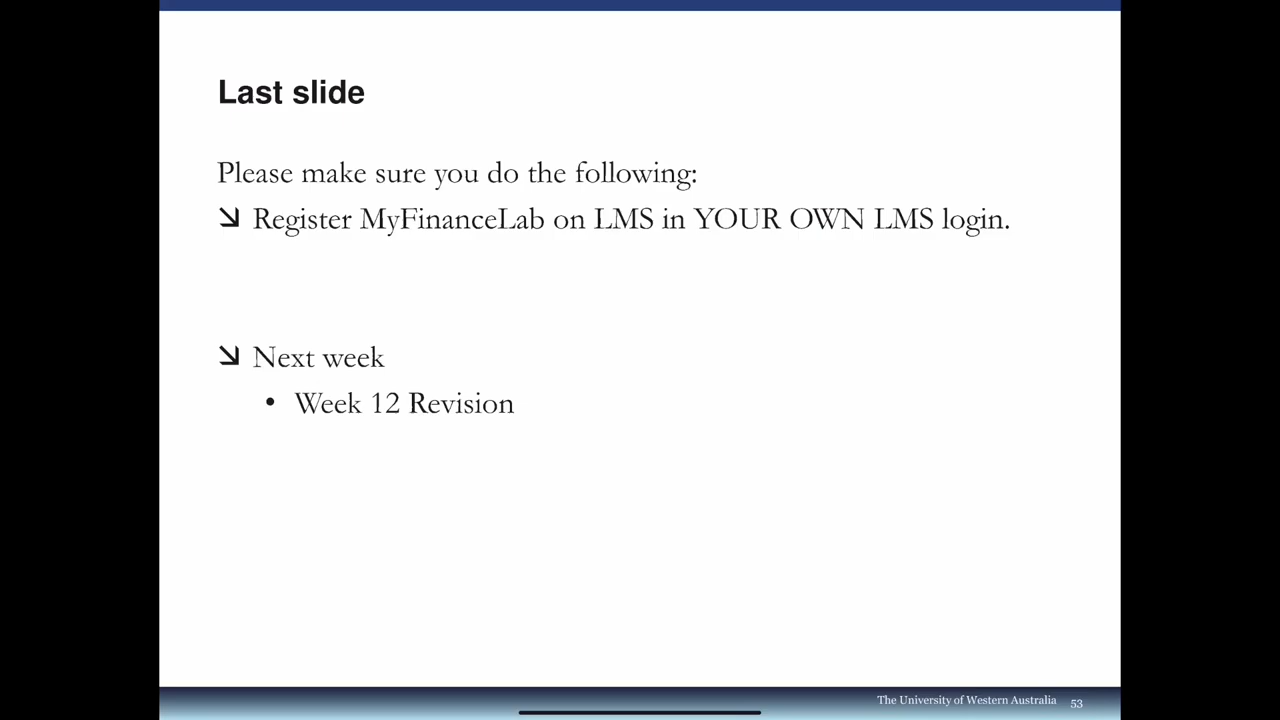 Last slide
Please make sure you do the following:
Register MyFinanceLab on LMS in YOUR OWN LMS login.
Next week
• Week 12 Revision
The University of Western Australia 53